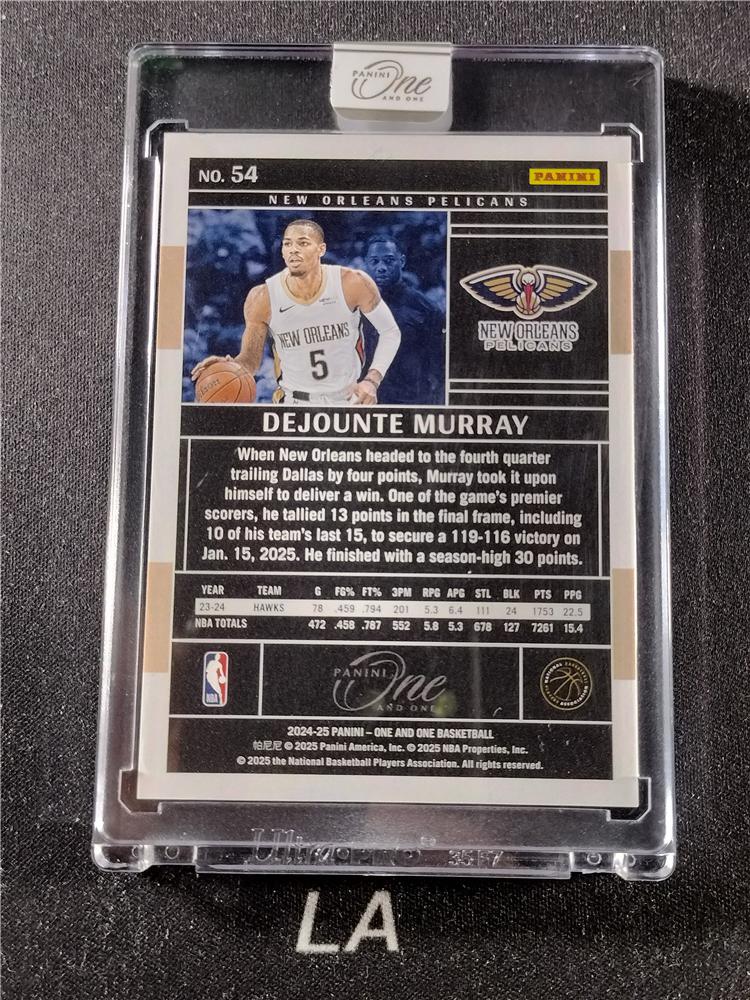 PANINI One
AND ONE
NO. 54
PANINI
NEW ORLEANS PELICANS
NEW ORLEANS
5
NEW ORLEANS
PELICANS
DEJOUNTE MURRAY
When New Orleans headed to the fourth quarter
trailing Dallas by four points, Murray took it upon
himself to deliver a win. One of the game's premier
scorers, he tallied 13 points in the final frame, including
10 of his team's last 15, to secure a 119-116 victory on
Jan. 15, 2025. He finished with a season-high 30 points.
YEAR TEAM G FG% FT% 3PM RPG APG STL BLK PTS PPG
23-24 HAWKS 78 .459 .794 201 5.3 6.4 111 24 1753 22.5
NBA TOTALS 472 .458 .787 552 5.8 5.3 678 127 7261 15.4
NBA
PANINI One
AND ONE
NATIONAL BASKETBALL PLAYERS ASSOCIATION
2024-25 PANINI – ONE AND ONE BASKETBALL
帕尼尼 © 2025 Panini America, Inc. © 2025 NBA Properties, Inc.
© 2025 the National Basketball Players Association. All rights reserved.
Ultra PRO
LA